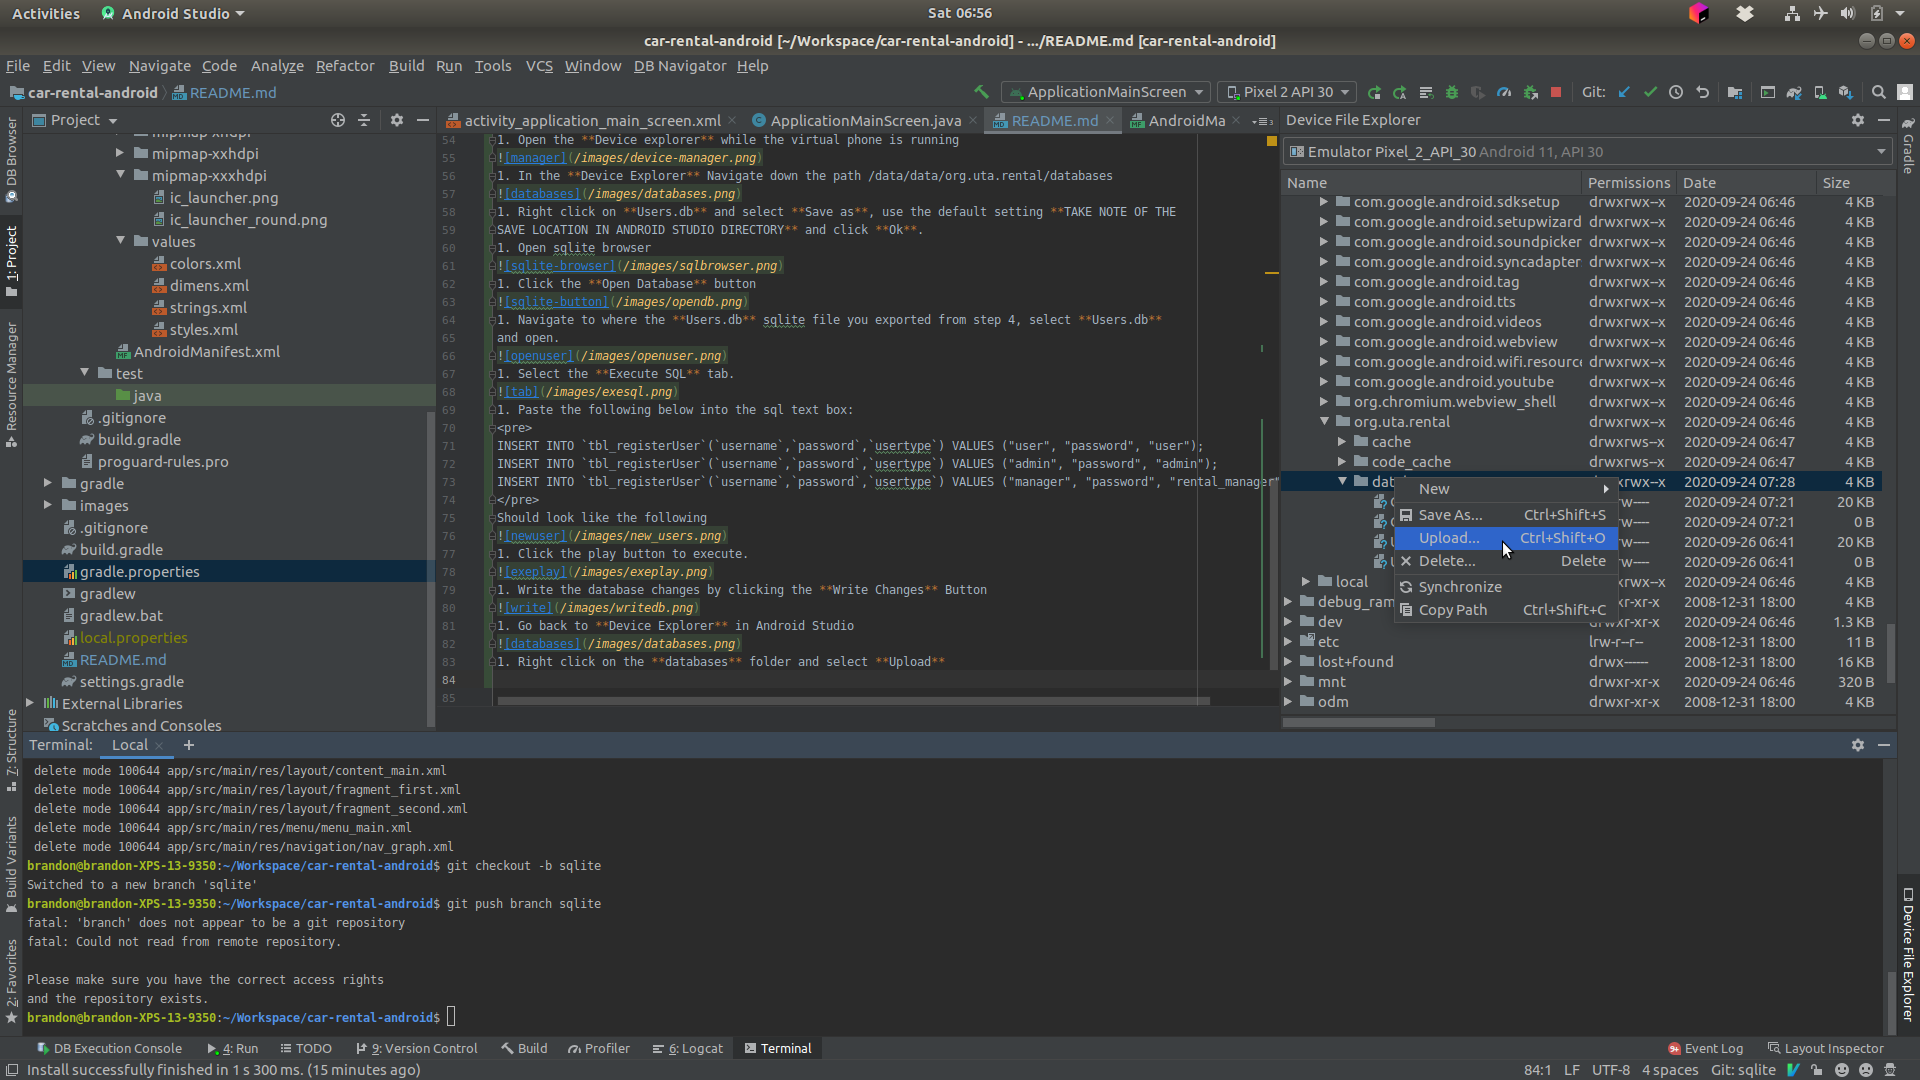 Activities
Android Studio
Sat 06:56
car-rental-android [~/Workspace/car-rental-android] - .../README.md [car-rental-android]
File Edit View Navigate Code Analyze Refactor Build Run Tools VCS Window DB Navigator Help
car-rental-android README.md
ApplicationMainScreen
Pixel 2 API 30
Git:
DB Browser
1: Project
Resource Manager
7: Structure
Build Variants
2: Favorites
Project
mipmap-xxhdpi
mipmap-xxxhdpi
ic_launcher.png
ic_launcher_round.png
values
colors.xml
dimens.xml
strings.xml
styles.xml
AndroidManifest.xml
test
java
.gitignore
build.gradle
proguard-rules.pro
gradle
images
.gitignore
build.gradle
gradle.properties
gradlew
gradlew.bat
local.properties
README.md
settings.gradle
External Libraries
Scratches and Consoles
activity_application_main_screen.xml
ApplicationMainScreen.java
README.md
AndroidMa
54 1. Open the **Device explorer** while the virtual phone is running
55 ![manager](/images/device-manager.png)
56 1. In the **Device Explorer** Navigate down the path /data/data/org.uta.rental/databases
57 ![databases](/images/databases.png)
58 1. Right click on **Users.db** and select **Save as**, use the default setting **TAKE NOTE OF THE
59 SAVE LOCATION IN ANDROID STUDIO DIRECTORY** and click **Ok**.
60 1. Open sqlite browser
61 ![sqlite-browser](/images/sqlbrowser.png)
62 1. Click the **Open Database** button
63 ![sqlite-button](/images/opendb.png)
64 1. Navigate to where the **Users.db** sqlite file you exported from step 4, select **Users.db**
65 and open.
66 ![openuser](/images/openuser.png)
67 1. Select the **Execute SQL** tab.
68 ![tab](/images/exesql.png)
69 1. Paste the following below into the sql text box:
70 <pre>
71 INSERT INTO `tbl_registerUser`(`username`,`password`,`usertype`) VALUES ("user", "password", "user");
72 INSERT INTO `tbl_registerUser`(`username`,`password`,`usertype`) VALUES ("admin", "password", "admin");
73 INSERT INTO `tbl_registerUser`(`username`,`password`,`usertype`) VALUES ("manager", "password", "rental_manager"
74 </pre>
75 Should look like the following
76 ![newuser](/images/new_users.png)
77 1. Click the play button to execute.
78 ![exeplay](/images/exeplay.png)
79 1. Write the database changes by clicking the **Write Changes** Button
80 ![write](/images/writedb.png)
81 1. Go back to **Device Explorer** in Android Studio
82 ![databases](/images/databases.png)
83 1. Right click on the **databases** folder and select **Upload**
84
85
Device File Explorer
Emulator Pixel_2_API_30 Android 11, API 30
Name Permissions Date Size
com.google.android.sdksetup drwxrwx--x 2020-09-24 06:46 4 KB
com.google.android.setupwizard drwxrwx--x 2020-09-24 06:46 4 KB
com.google.android.soundpicker drwxrwx--x 2020-09-24 06:46 4 KB
com.google.android.syncadapter drwxrwx--x 2020-09-24 06:46 4 KB
com.google.android.tag drwxrwx--x 2020-09-24 06:46 4 KB
com.google.android.tts drwxrwx--x 2020-09-24 06:46 4 KB
com.google.android.videos drwxrwx--x 2020-09-24 06:46 4 KB
com.google.android.webview drwxrwx--x 2020-09-24 06:46 4 KB
com.google.android.wifi.resource drwxrwx--x 2020-09-24 06:46 4 KB
com.google.android.youtube drwxrwx--x 2020-09-24 06:46 4 KB
org.chromium.webview_shell drwxrwx--x 2020-09-24 06:46 4 KB
org.uta.rental drwxrwx--x 2020-09-24 06:46 4 KB
cache drwxrws--x 2020-09-24 06:47 4 KB
code_cache drwxrws--x 2020-09-24 06:47 4 KB
xrwx--x 2020-09-24 07:28 4 KB
rw---- 2020-09-24 07:21 20 KB
rw---- 2020-09-24 07:21 0 B
rw---- 2020-09-26 06:41 20 KB
rw---- 2020-09-26 06:41 0 B
local xrwx--x 2020-09-24 06:46 4 KB
debug_ram xr-xr-x 2008-12-31 18:00 4 KB
dev xr-xr-x 2020-09-24 06:46 1.3 KB
etc lrw-r--r-- 2008-12-31 18:00 11 B
lost+found drwx------ 2008-12-31 18:00 16 KB
mnt drwxr-xr-x 2020-09-24 06:46 320 B
odm drwxr-xr-x 2008-12-31 18:00 4 KB
New
Save As... Ctrl+Shift+S
Upload... Ctrl+Shift+O
Delete... Delete
Synchronize
Copy Path Ctrl+Shift+C
Gradle
Device File Explorer
Terminal: Local
delete mode 100644 app/src/main/res/layout/content_main.xml
delete mode 100644 app/src/main/res/layout/fragment_first.xml
delete mode 100644 app/src/main/res/layout/fragment_second.xml
delete mode 100644 app/src/main/res/menu/menu_main.xml
delete mode 100644 app/src/main/res/navigation/nav_graph.xml
brandon@brandon-XPS-13-9350:~/Workspace/car-rental-android$ git checkout -b sqlite
Switched to a new branch 'sqlite'
brandon@brandon-XPS-13-9350:~/Workspace/car-rental-android$ git push branch sqlite
fatal: 'branch' does not appear to be a git repository
fatal: Could not read from remote repository.
Please make sure you have the correct access rights
and the repository exists.
brandon@brandon-XPS-13-9350:~/Workspace/car-rental-android$
DB Execution Console
4: Run
TODO
9: Version Control
Build
Profiler
6: Logcat
Terminal
Event Log
Layout Inspector
Install successfully finished in 1 s 300 ms. (15 minutes ago)
84:1 LF UTF-8 4 spaces Git: sqlite